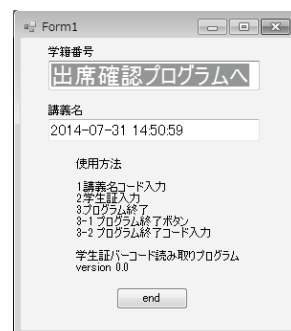 Form1
学籍番号
出席確認プログラムへ
講義名
2014-07-31 14:50:59
使用方法
1講義名コード入力
2学生証入力
3プログラム終了
3-1 プログラム終了ボタン
3-2 プログラム終了コード入力
学生証バーコード読み取りプログラム
version 0.0
end